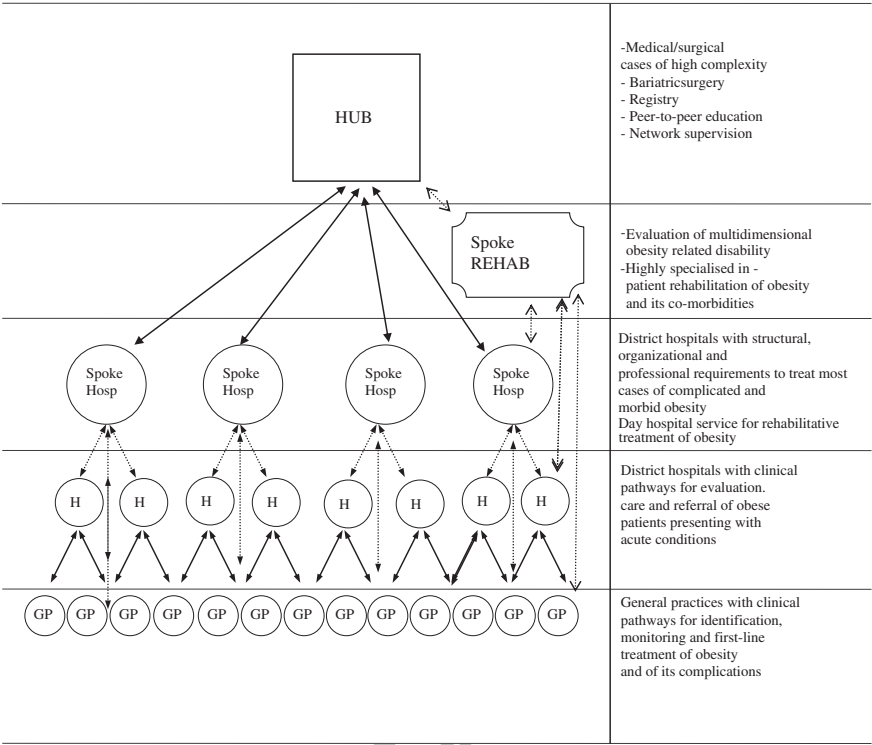 HUB
-Medical/surgical
cases of high complexity
- Bariatricsurgery
- Registry
- Peer-to-peer education
- Network supervision
Spoke
REHAB
-Evaluation of multidimensional
obesity related disability
-Highly specialised in -
patient rehabilitation of obesity
and its co-morbidities
Spoke
Hosp
Spoke
Hosp
Spoke
Hosp
Spoke
Hosp
District hospitals with structural,
organizational and
professional requirements to treat most
cases of complicated and
morbid obesity
Day hospital service for rehabilitative
treatment of obesity
H H H H H H H H
District hospitals with clinical
pathways for evaluation.
care and referral of obese
patients presenting with
acute conditions
GP GP GP GP GP GP GP GP GP GP GP GP GP
General practices with clinical
pathways for identification,
monitoring and first-line
treatment of obesity
and of its complications